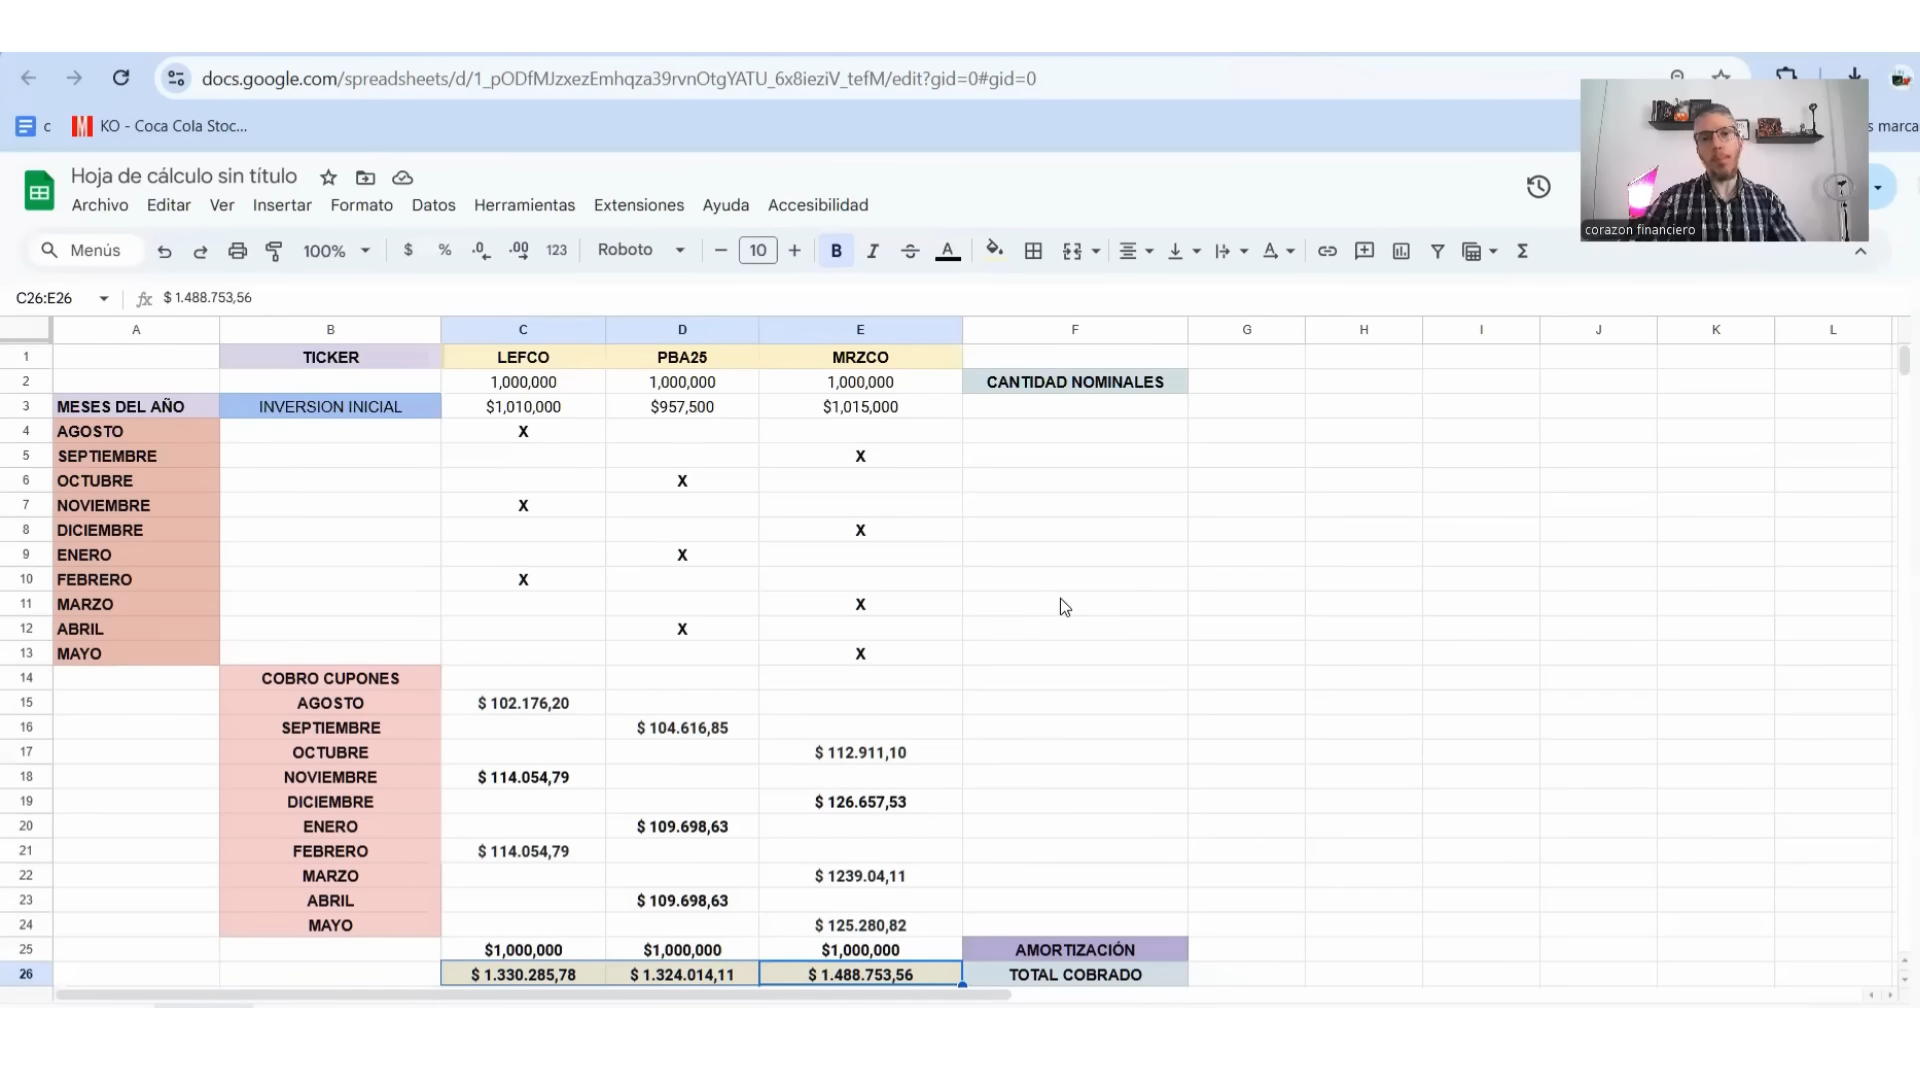 docs.google.com/spreadsheets/d/1_pODfMJzxezEmhqza39rvnOtgYATU_6x8ieziV_tefM/edit?gid=0#gid=0
c KO - Coca Cola Stoc... s marca
Hoja de cálculo sin título
Archivo Editar Ver Insertar Formato Datos Herramientas Extensiones Ayuda Accesibilidad
corazon financiero
Menús 100% $ % .0 .00 123 Roboto 10 B I A Σ
C26:E26 fx $ 1.488.753,56
A B C D E F G H I J K L
1 TICKER LEFCO PBA25 MRZCO
2 1,000,000 1,000,000 1,000,000 CANTIDAD NOMINALES
3 MESES DEL AÑO INVERSION INICIAL $1,010,000 $957,500 $1,015,000
4 AGOSTO X
5 SEPTIEMBRE X
6 OCTUBRE X
7 NOVIEMBRE X
8 DICIEMBRE X
9 ENERO X
10 FEBRERO X
11 MARZO X
12 ABRIL X
13 MAYO X
14 COBRO CUPONES
15 AGOSTO $ 102.176,20
16 SEPTIEMBRE $ 104.616,85
17 OCTUBRE $ 112.911,10
18 NOVIEMBRE $ 114.054,79
19 DICIEMBRE $ 126.657,53
20 ENERO $ 109.698,63
21 FEBRERO $ 114.054,79
22 MARZO $ 1239.04,11
23 ABRIL $ 109.698,63
24 MAYO $ 125.280,82
25 $1,000,000 $1,000,000 $1,000,000 AMORTIZACIÓN
26 $ 1.330.285,78 $ 1.324.014,11 $ 1.488.753,56 TOTAL COBRADO